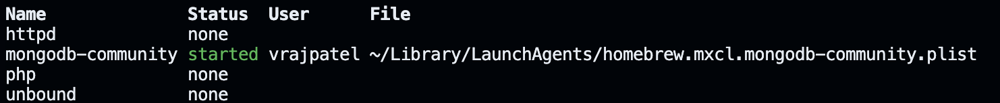 Name Status User File
httpd none
mongodb-community started vrajpatel ~/Library/LaunchAgents/homebrew.mxcl.mongodb-community.plist
php none
unbound none